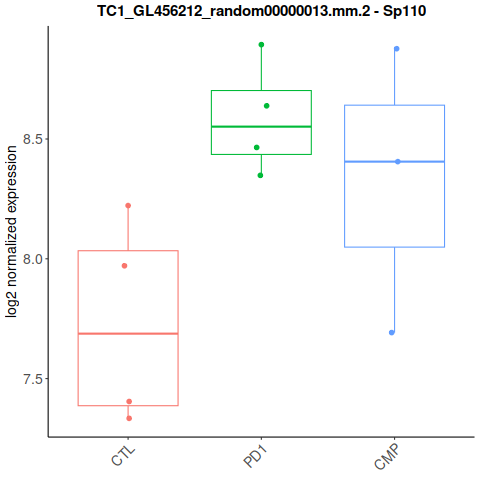 TC1_GL456212_random00000013.mm.2 - Sp110
log2 normalized expression
8.5
8.0
7.5
CTL
PD1
CMP